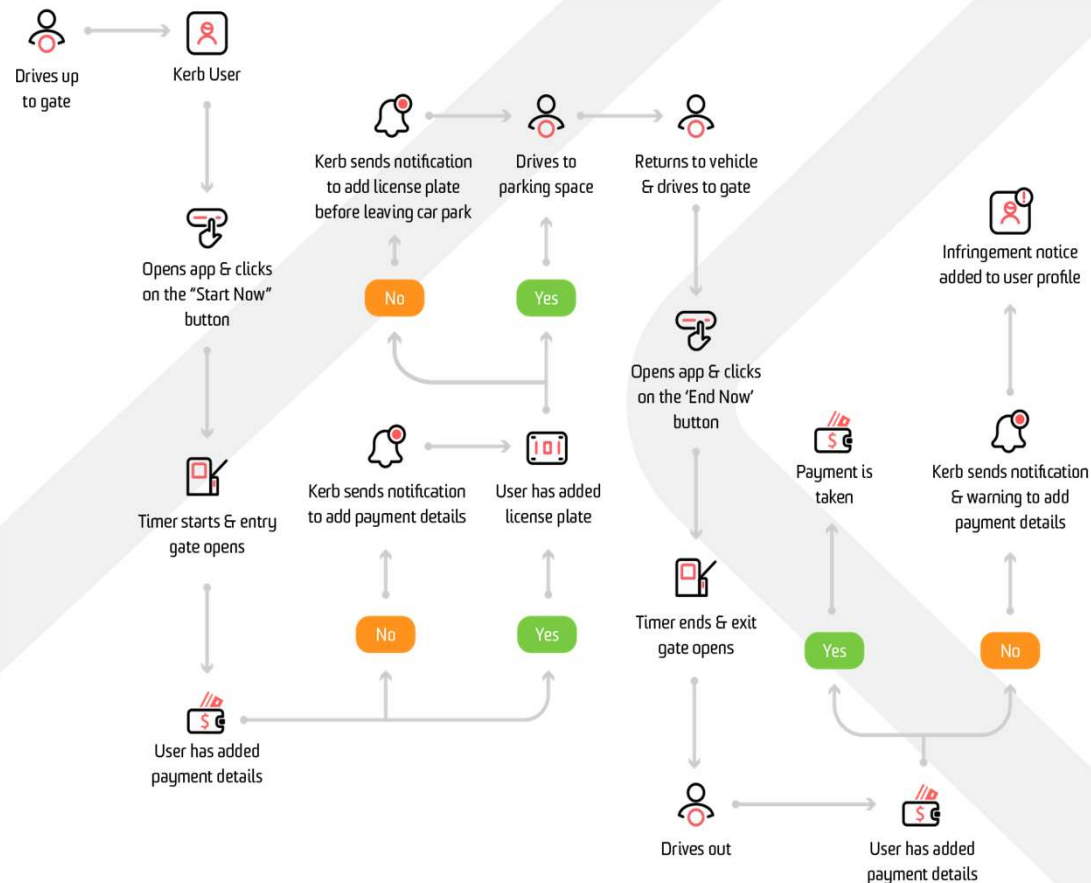 Drives up
to gate
Kerb User
Opens app & clicks
on the “Start Now”
button
Timer starts & entry
gate opens
$
User has added
payment details
No
Kerb sends notification
to add payment details
Yes
101
User has added
license plate
No
Kerb sends notification
to add license plate
before leaving car park
Yes
Drives to
parking space
Returns to vehicle
& drives to gate
Opens app & clicks
on the ‘End Now’
button
Timer ends & exit
gate opens
Drives out
$
User has added
payment details
Yes
$
Payment is
taken
No
Kerb sends notification
& warning to add
payment details
!
Infringement notice
added to user profile